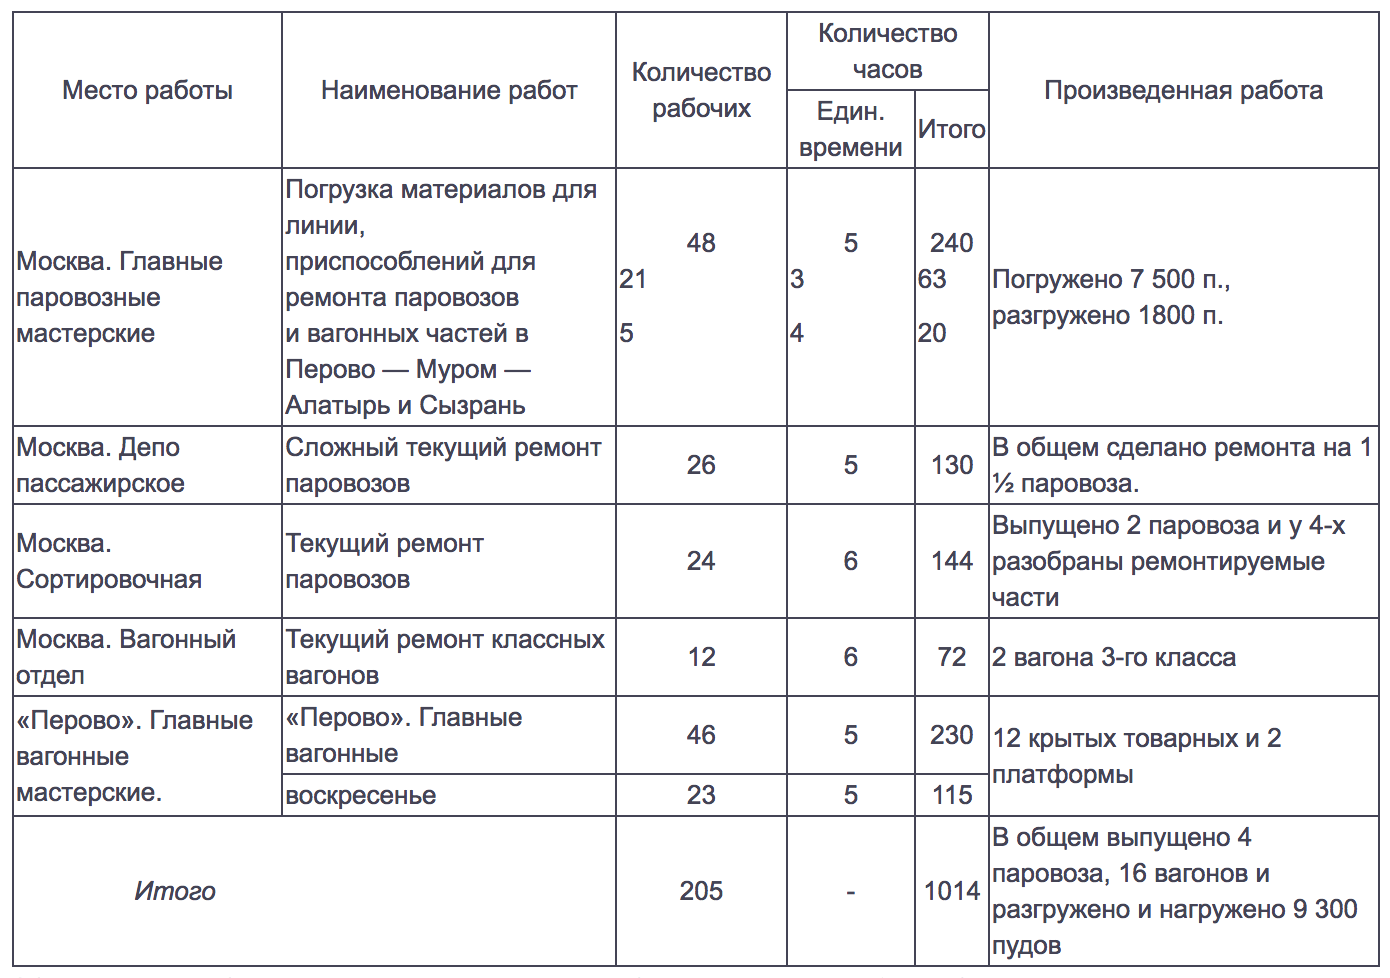 Место работы
Наименование работ
Количество
рабочих
Количество
часов
Един.
времени
Итого
Произведенная работа
Москва. Главные
паровозные
мастерские
Погрузка материалов для
линии,
приспособлений для
ремонта паровозов
и вагонных частей в
Перово — Муром —
Алатырь и Сызрань
48
21
5
5
3
4
240
63
20
Погружено 7 500 п.,
разгружено 1800 п.
Москва. Депо
пассажирское
Сложный текущий ремонт
паровозов
26
5
130
В общем сделано ремонта на 1
½ паровоза.
Москва.
Сортировочная
Текущий ремонт
паровозов
24
6
144
Выпущено 2 паровоза и у 4-х
разобраны ремонтируемые
части
Москва. Вагонный
отдел
Текущий ремонт классных
вагонов
12
6
72
2 вагона 3-го класса
«Перово». Главные
вагонные
мастерские.
«Перово». Главные
вагонные
46
5
230
12 крытых товарных и 2
платформы
воскресенье
23
5
115
Итого
205
-
1014
В общем выпущено 4
паровоза, 16 вагонов и
разгружено и нагружено 9 300
пудов